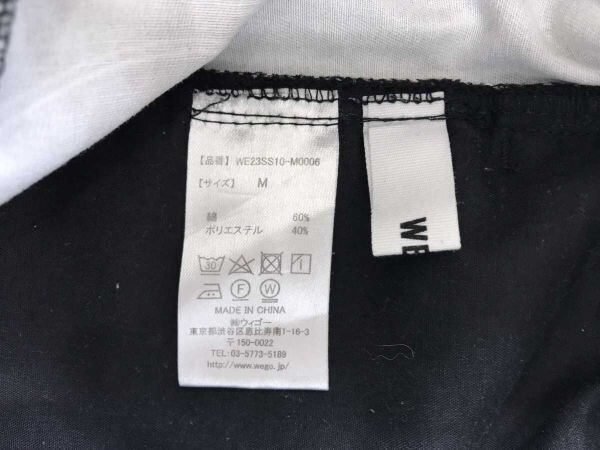 【品番】 WE23SS10-M0006
【サイズ】 M
綿 60%
ポリエステル 40%
30
MADE IN CHINA
㈱ウィゴー
東京都渋谷区恵比寿南1-16-3
〒150-0022
TEL 03-5773-5189
http://www.wego.jp/
F W
WE